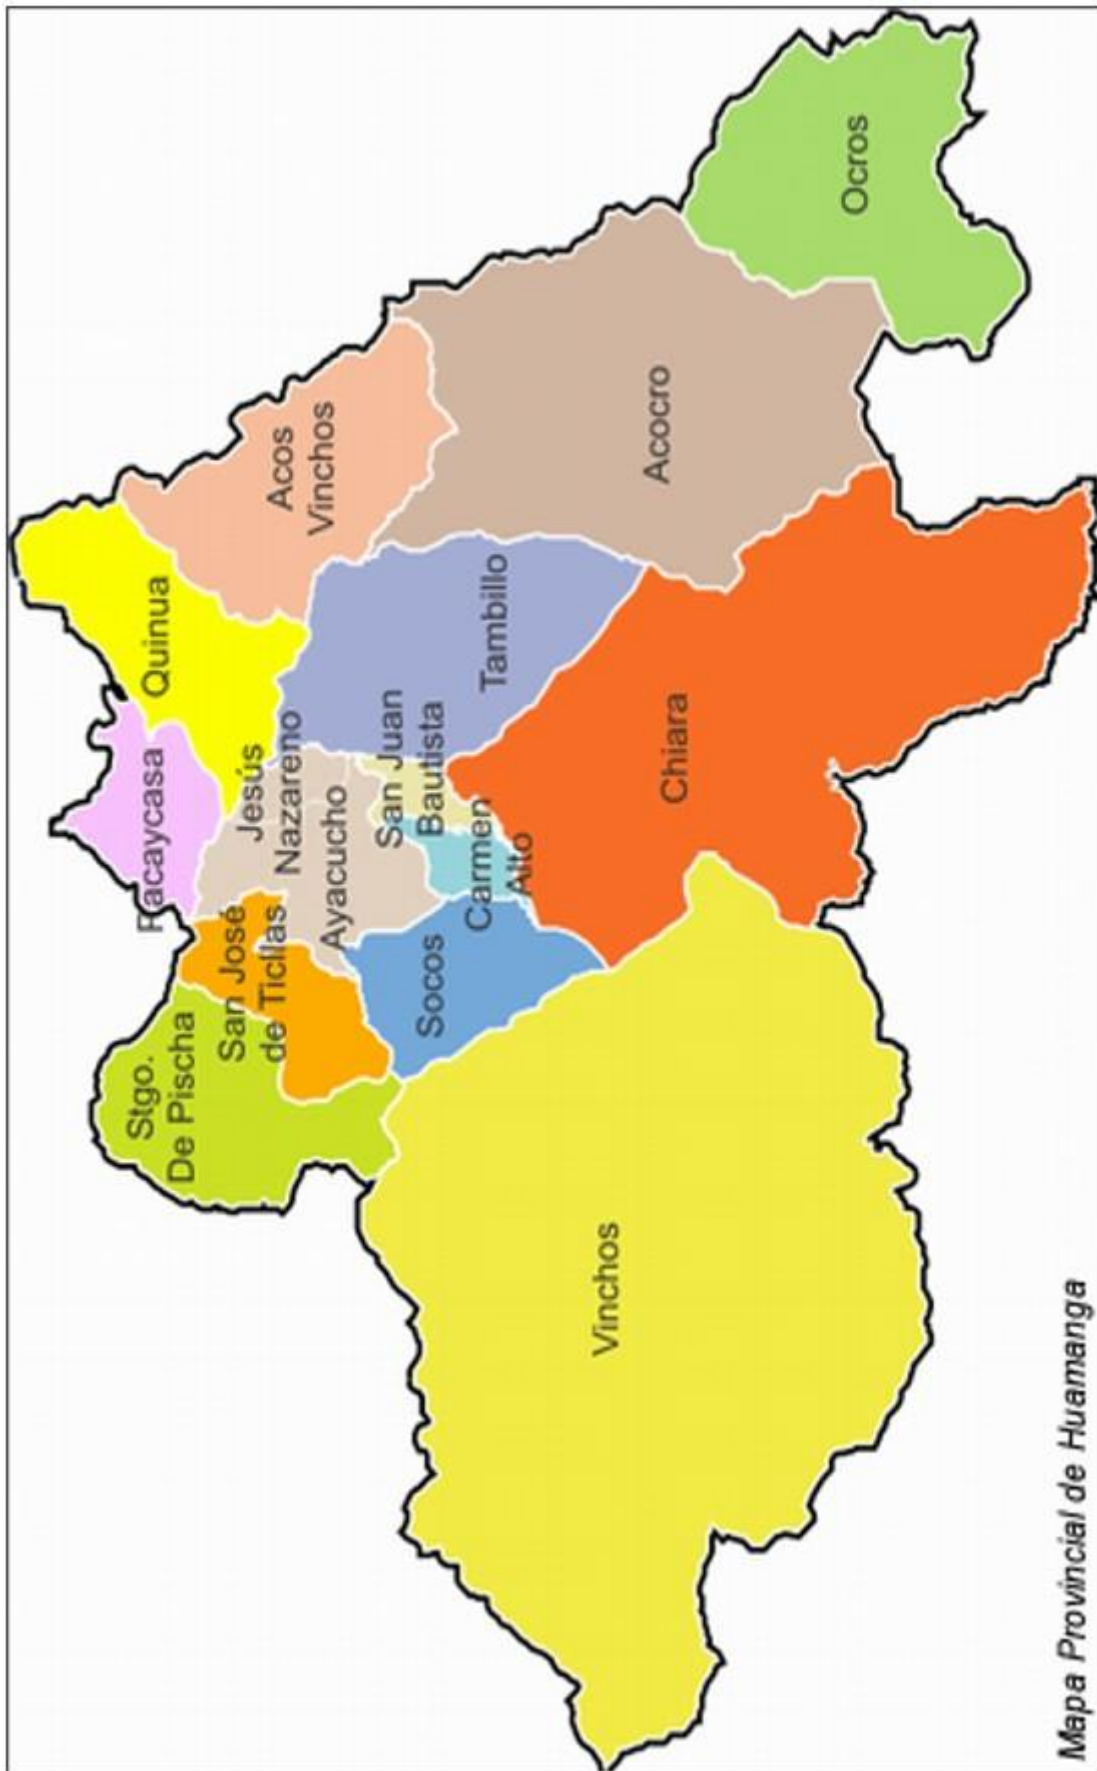 Stgo.
De Pischa
Pacaycasa
Quinua
San José
de Ticllas
Jesús
Nazareno
Acos
Vinchos
Ayacucho
San Juan
Bautista
Socos
Carmen
Alto
Tambillo
Vinchos
Chiara
Acocro
Ocros
Mapa Provincial de Huamanga